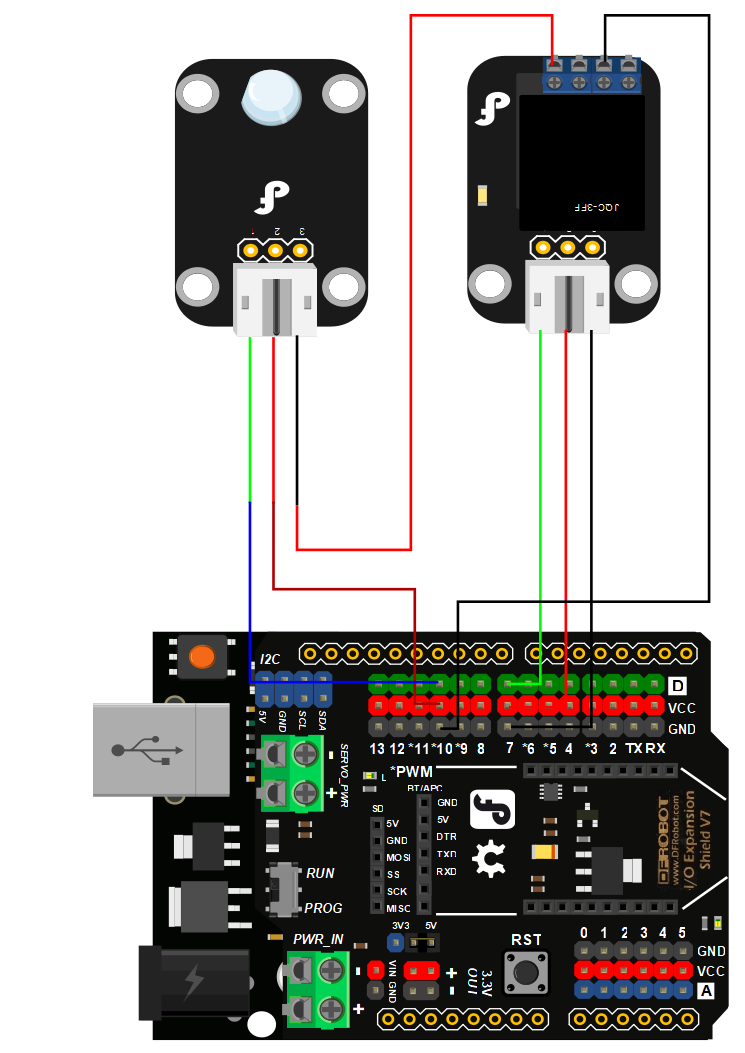 1 2 3
JQC-3FF
I2C
5V
GND
SCL
SDA
D
VCC
GND
13 12 *11 *10 *9 8 7 *6 *5 4 *3 2 TX RX
SERVO_PWR
- +
*PWM
L
BT/APC
GND
5V
DTR
TXD
RXD
SD
5V
GND
MOSI
SS
SCK
MISC
RUN
PROG
DFROBOT
www.DFRobot.com
I/O Expansion
Shield V7
3V3 5V
PWR_IN
- +
VIN
GND
+ -
3.3V
OUT
RST
0 1 2 3 4 5
GND
VCC
A